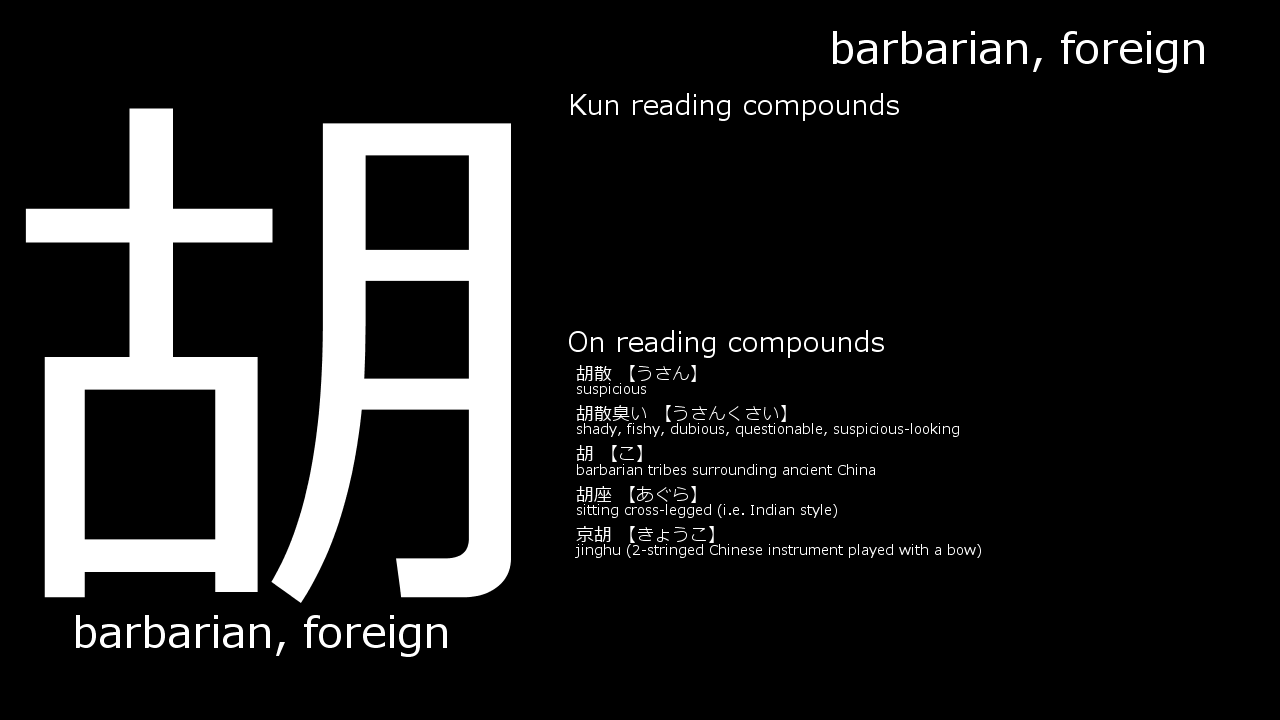 胡
barbarian, foreign
barbarian, foreign
Kun reading compounds
On reading compounds
胡散 【うさん】
suspicious
胡散臭い 【うさんくさい】
shady, fishy, dubious, questionable, suspicious-looking
胡 【こ】
barbarian tribes surrounding ancient China
胡座 【あぐら】
sitting cross-legged (i.e. Indian style)
京胡 【きょうこ】
jinghu (2-stringed Chinese instrument played with a bow)